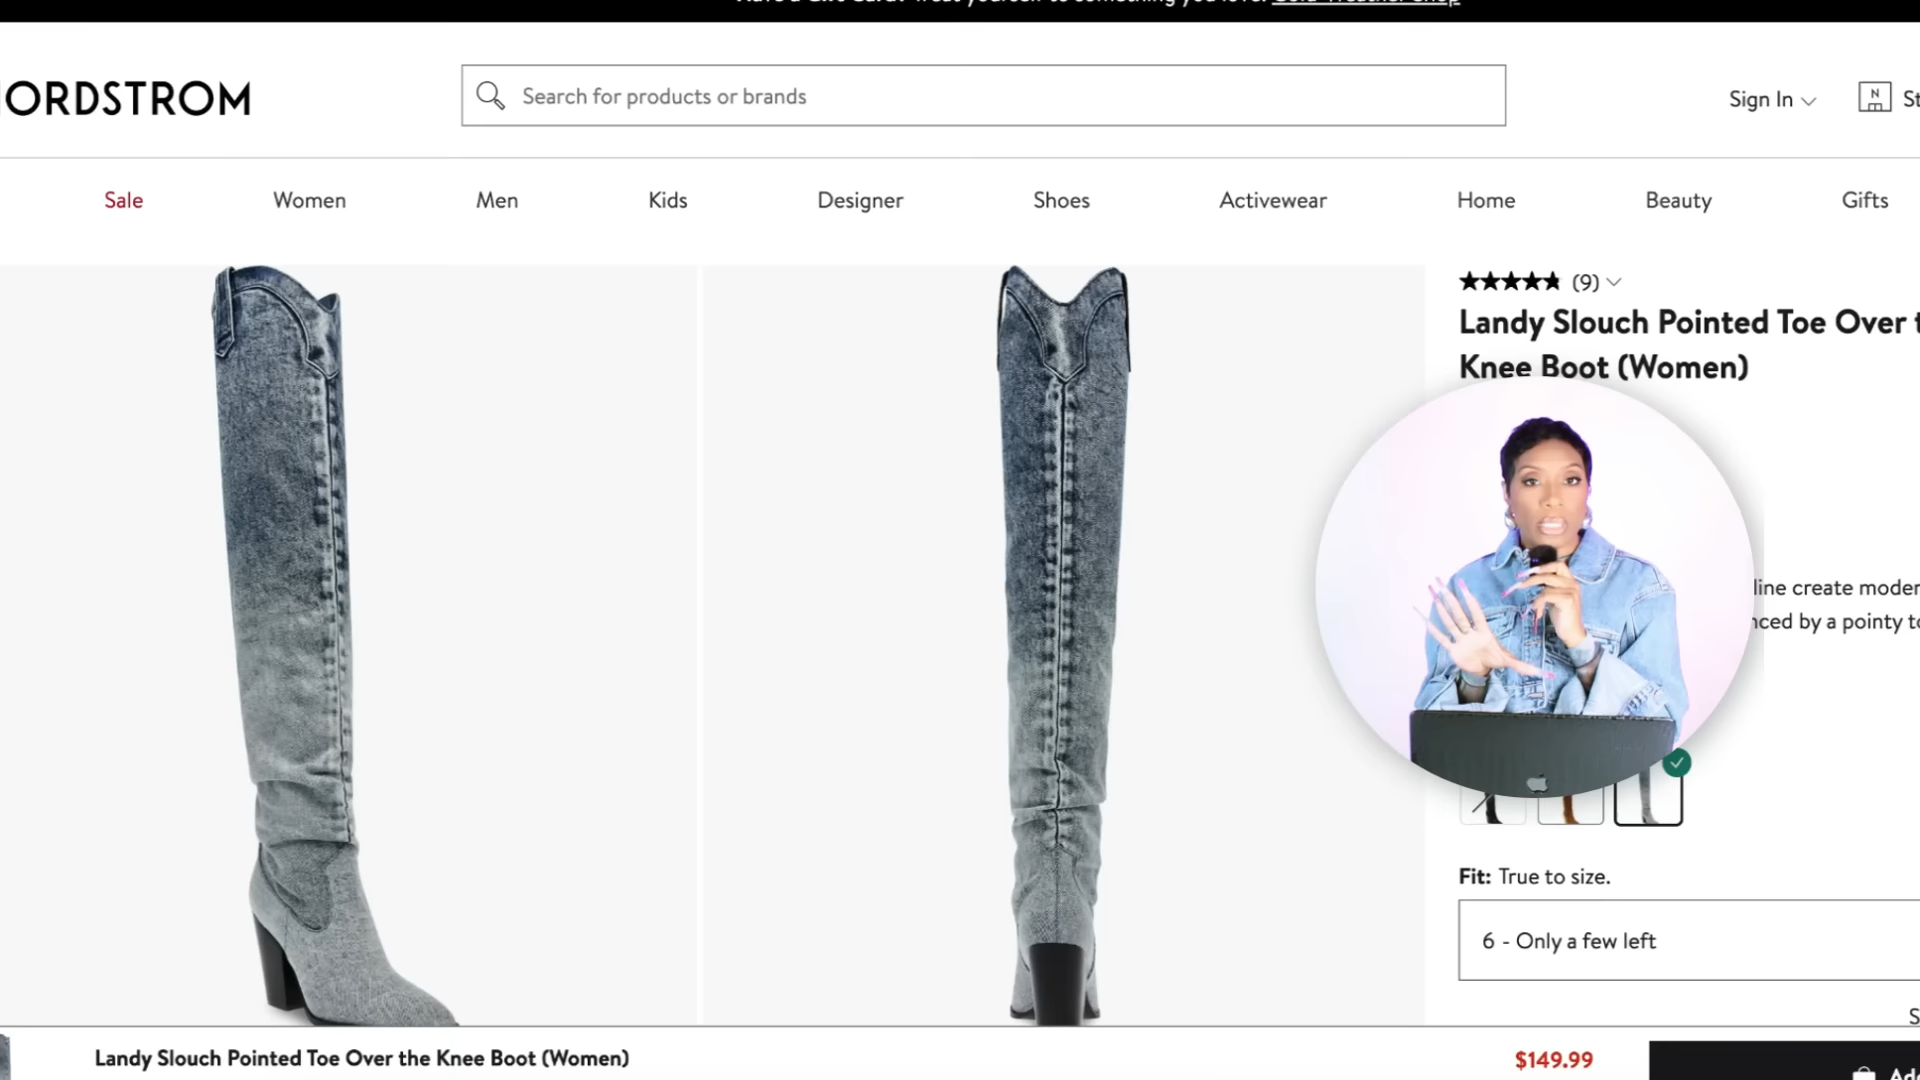 ORDSTROM
Search for products or brands
Sign In
Sale
Women
Men
Kids
Designer
Shoes
Activewear
Home
Beauty
Gifts
(9)
Landy Slouch Pointed Toe Over
Knee Boot (Women)
line create
by a pointy
Fit: True to size.
6 - Only a few left
Landy Slouch Pointed Toe Over the Knee Boot (Women)
$149.99